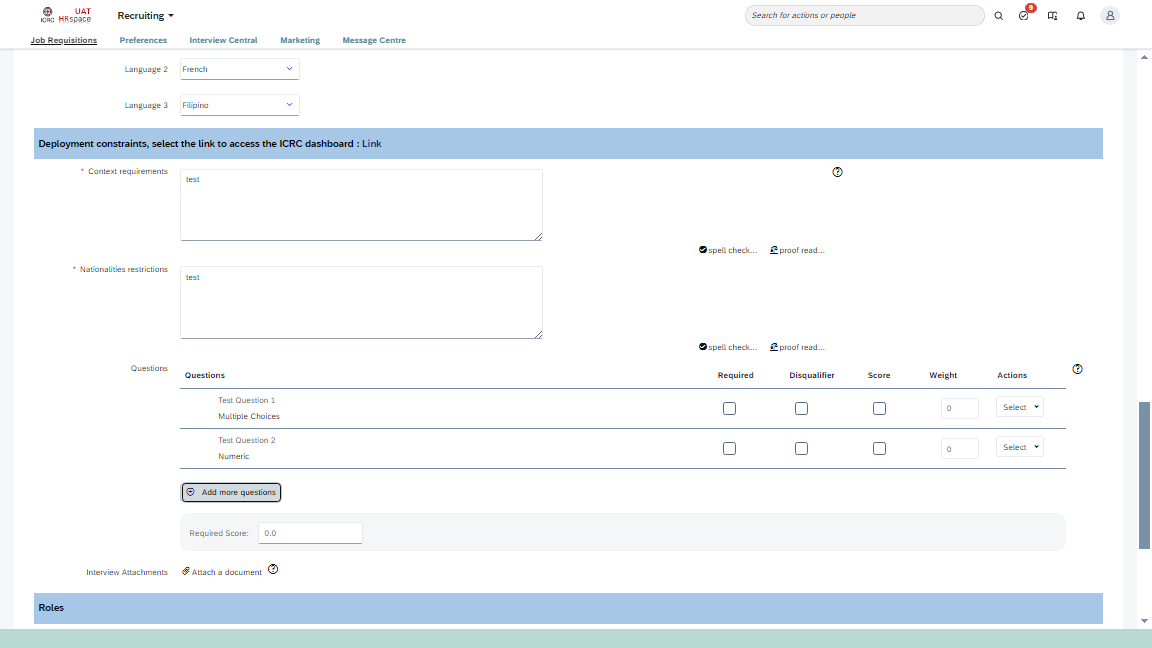 UAT
ICRC HRspace
Recruiting
Search for actions or people
9
Job Requisitions Preferences Interview Central Marketing Message Centre
Language 2 French
Language 3 Filipino
Deployment constraints, select the link to access the ICRC dashboard : Link
* Context requirements test
spell check... proof read...
* Nationalities restrictions test
spell check... proof read...
Questions
Questions Required Disqualifier Score Weight Actions
Test Question 1
Multiple Choices
0 Select
Test Question 2
Numeric
0 Select
Add more questions
Required Score: 0.0
Interview Attachments Attach a document
Roles